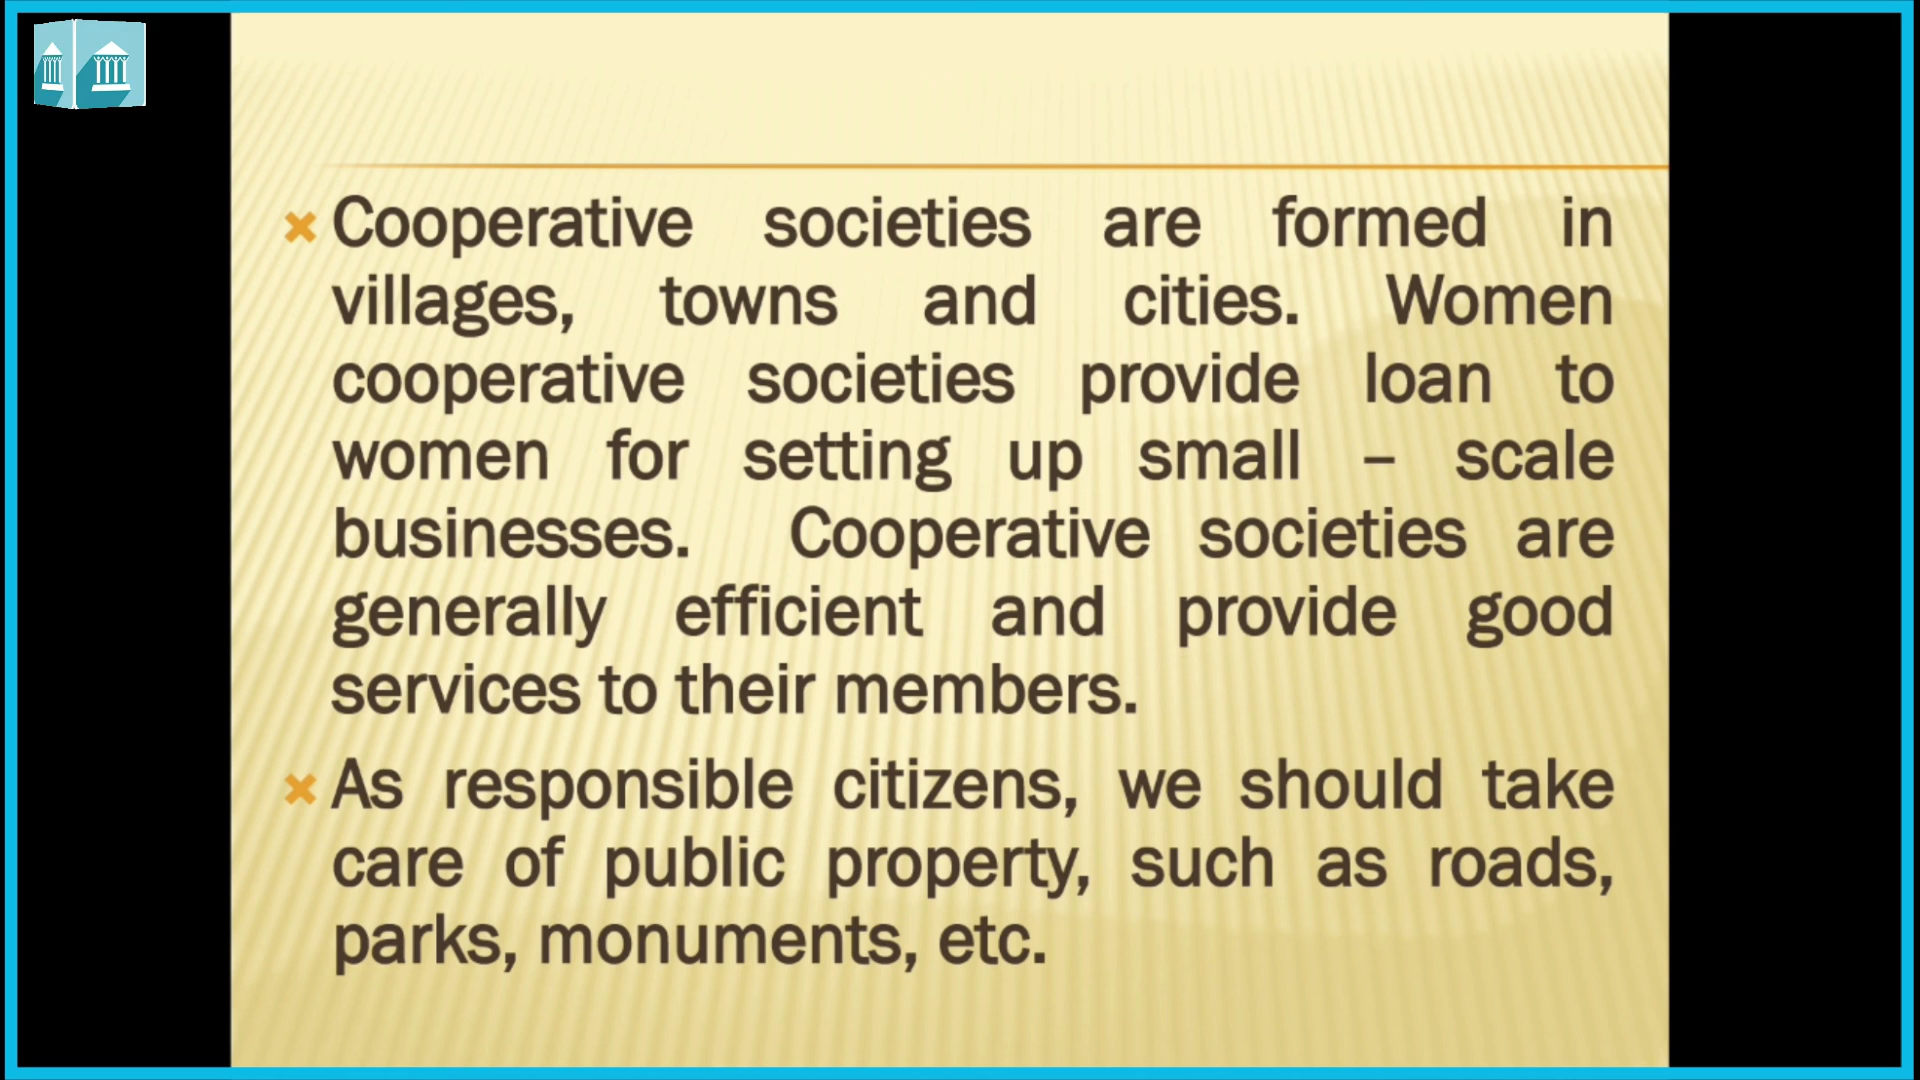 Cooperative societies are formed in
villages, towns and cities. Women
cooperative societies provide loan to
women for setting up small – scale
businesses. Cooperative societies are
generally efficient and provide good
services to their members.
As responsible citizens, we should take
care of public property, such as roads,
parks, monuments, etc.